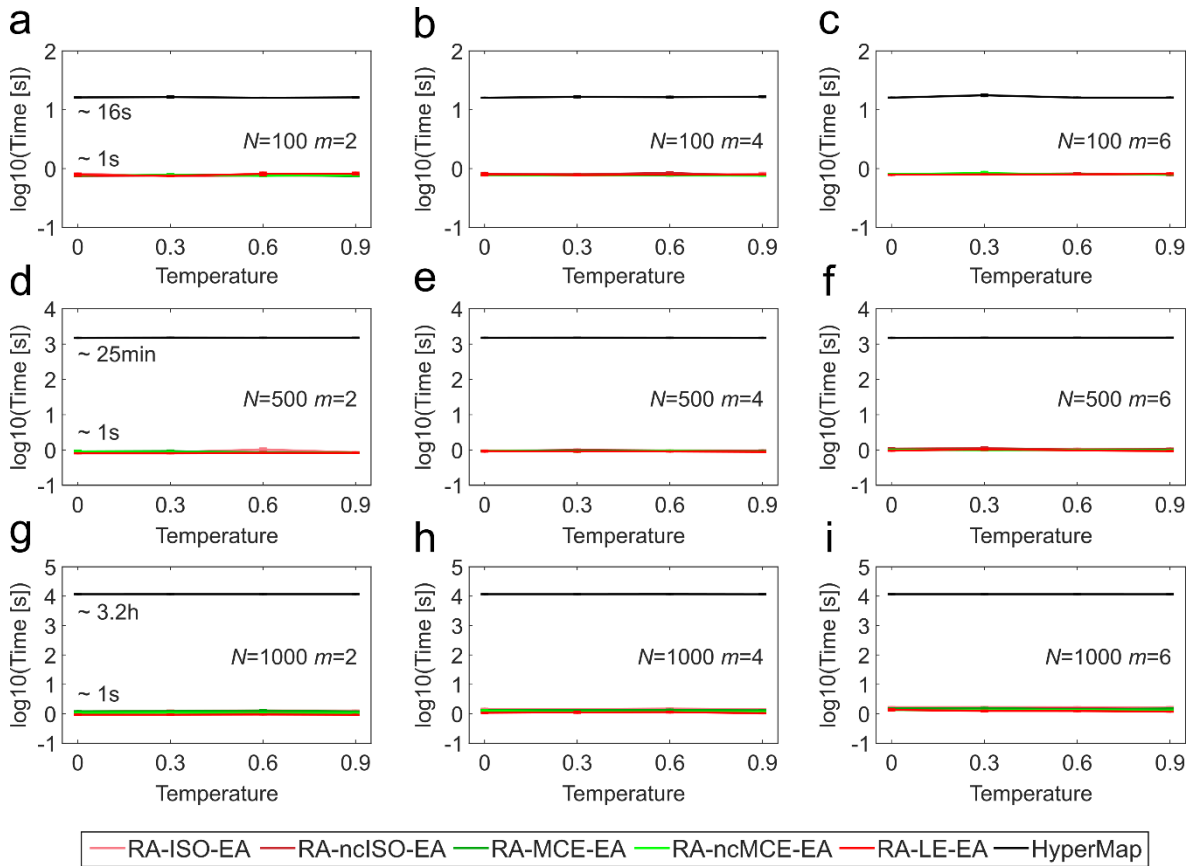 a
b
c
2
1
0
-1
log10(Time [s])
~ 16s
~ 1s
N=100 m=2
0 0.3 0.6 0.9
Temperature
2
1
0
-1
log10(Time [s])
N=100 m=4
0 0.3 0.6 0.9
Temperature
2
1
0
-1
log10(Time [s])
N=100 m=6
0 0.3 0.6 0.9
Temperature
d
e
f
4
3
2
1
0
-1
log10(Time [s])
~ 25min
N=500 m=2
~ 1s
0 0.3 0.6 0.9
Temperature
4
3
2
1
0
-1
log10(Time [s])
N=500 m=4
0 0.3 0.6 0.9
Temperature
4
3
2
1
0
-1
log10(Time [s])
N=500 m=6
0 0.3 0.6 0.9
Temperature
g
h
i
5
4
3
2
1
0
-1
log10(Time [s])
~ 3.2h
N=1000 m=2
~ 1s
0 0.3 0.6 0.9
Temperature
5
4
3
2
1
0
-1
log10(Time [s])
N=1000 m=4
0 0.3 0.6 0.9
Temperature
5
4
3
2
1
0
-1
log10(Time [s])
N=1000 m=6
0 0.3 0.6 0.9
Temperature
RA-ISO-EA RA-ncISO-EA RA-MCE-EA RA-ncMCE-EA RA-LE-EA HyperMap